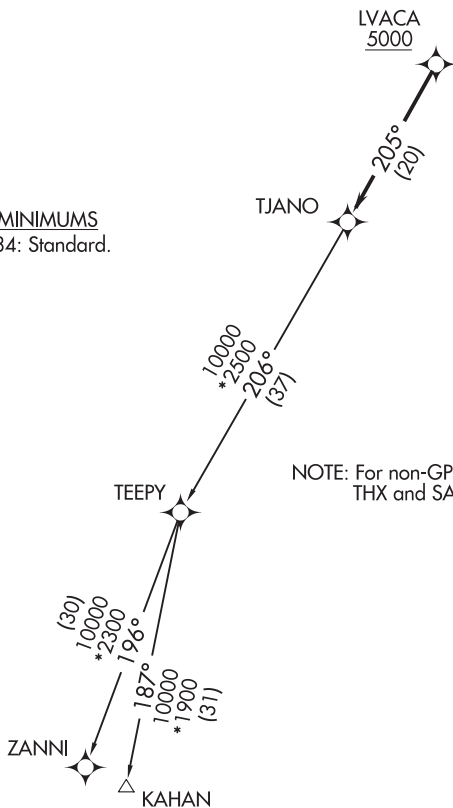 LVACA
5000
205°
(20)
TJANO
MINIMUMS
34: Standard.
10000
*2500
206°
(37)
NOTE: For non-GP
THX and SA
TEEPY
(30)
10000
*2300
196°
187°
10000
*1900
(31)
ZANNI
KAHAN